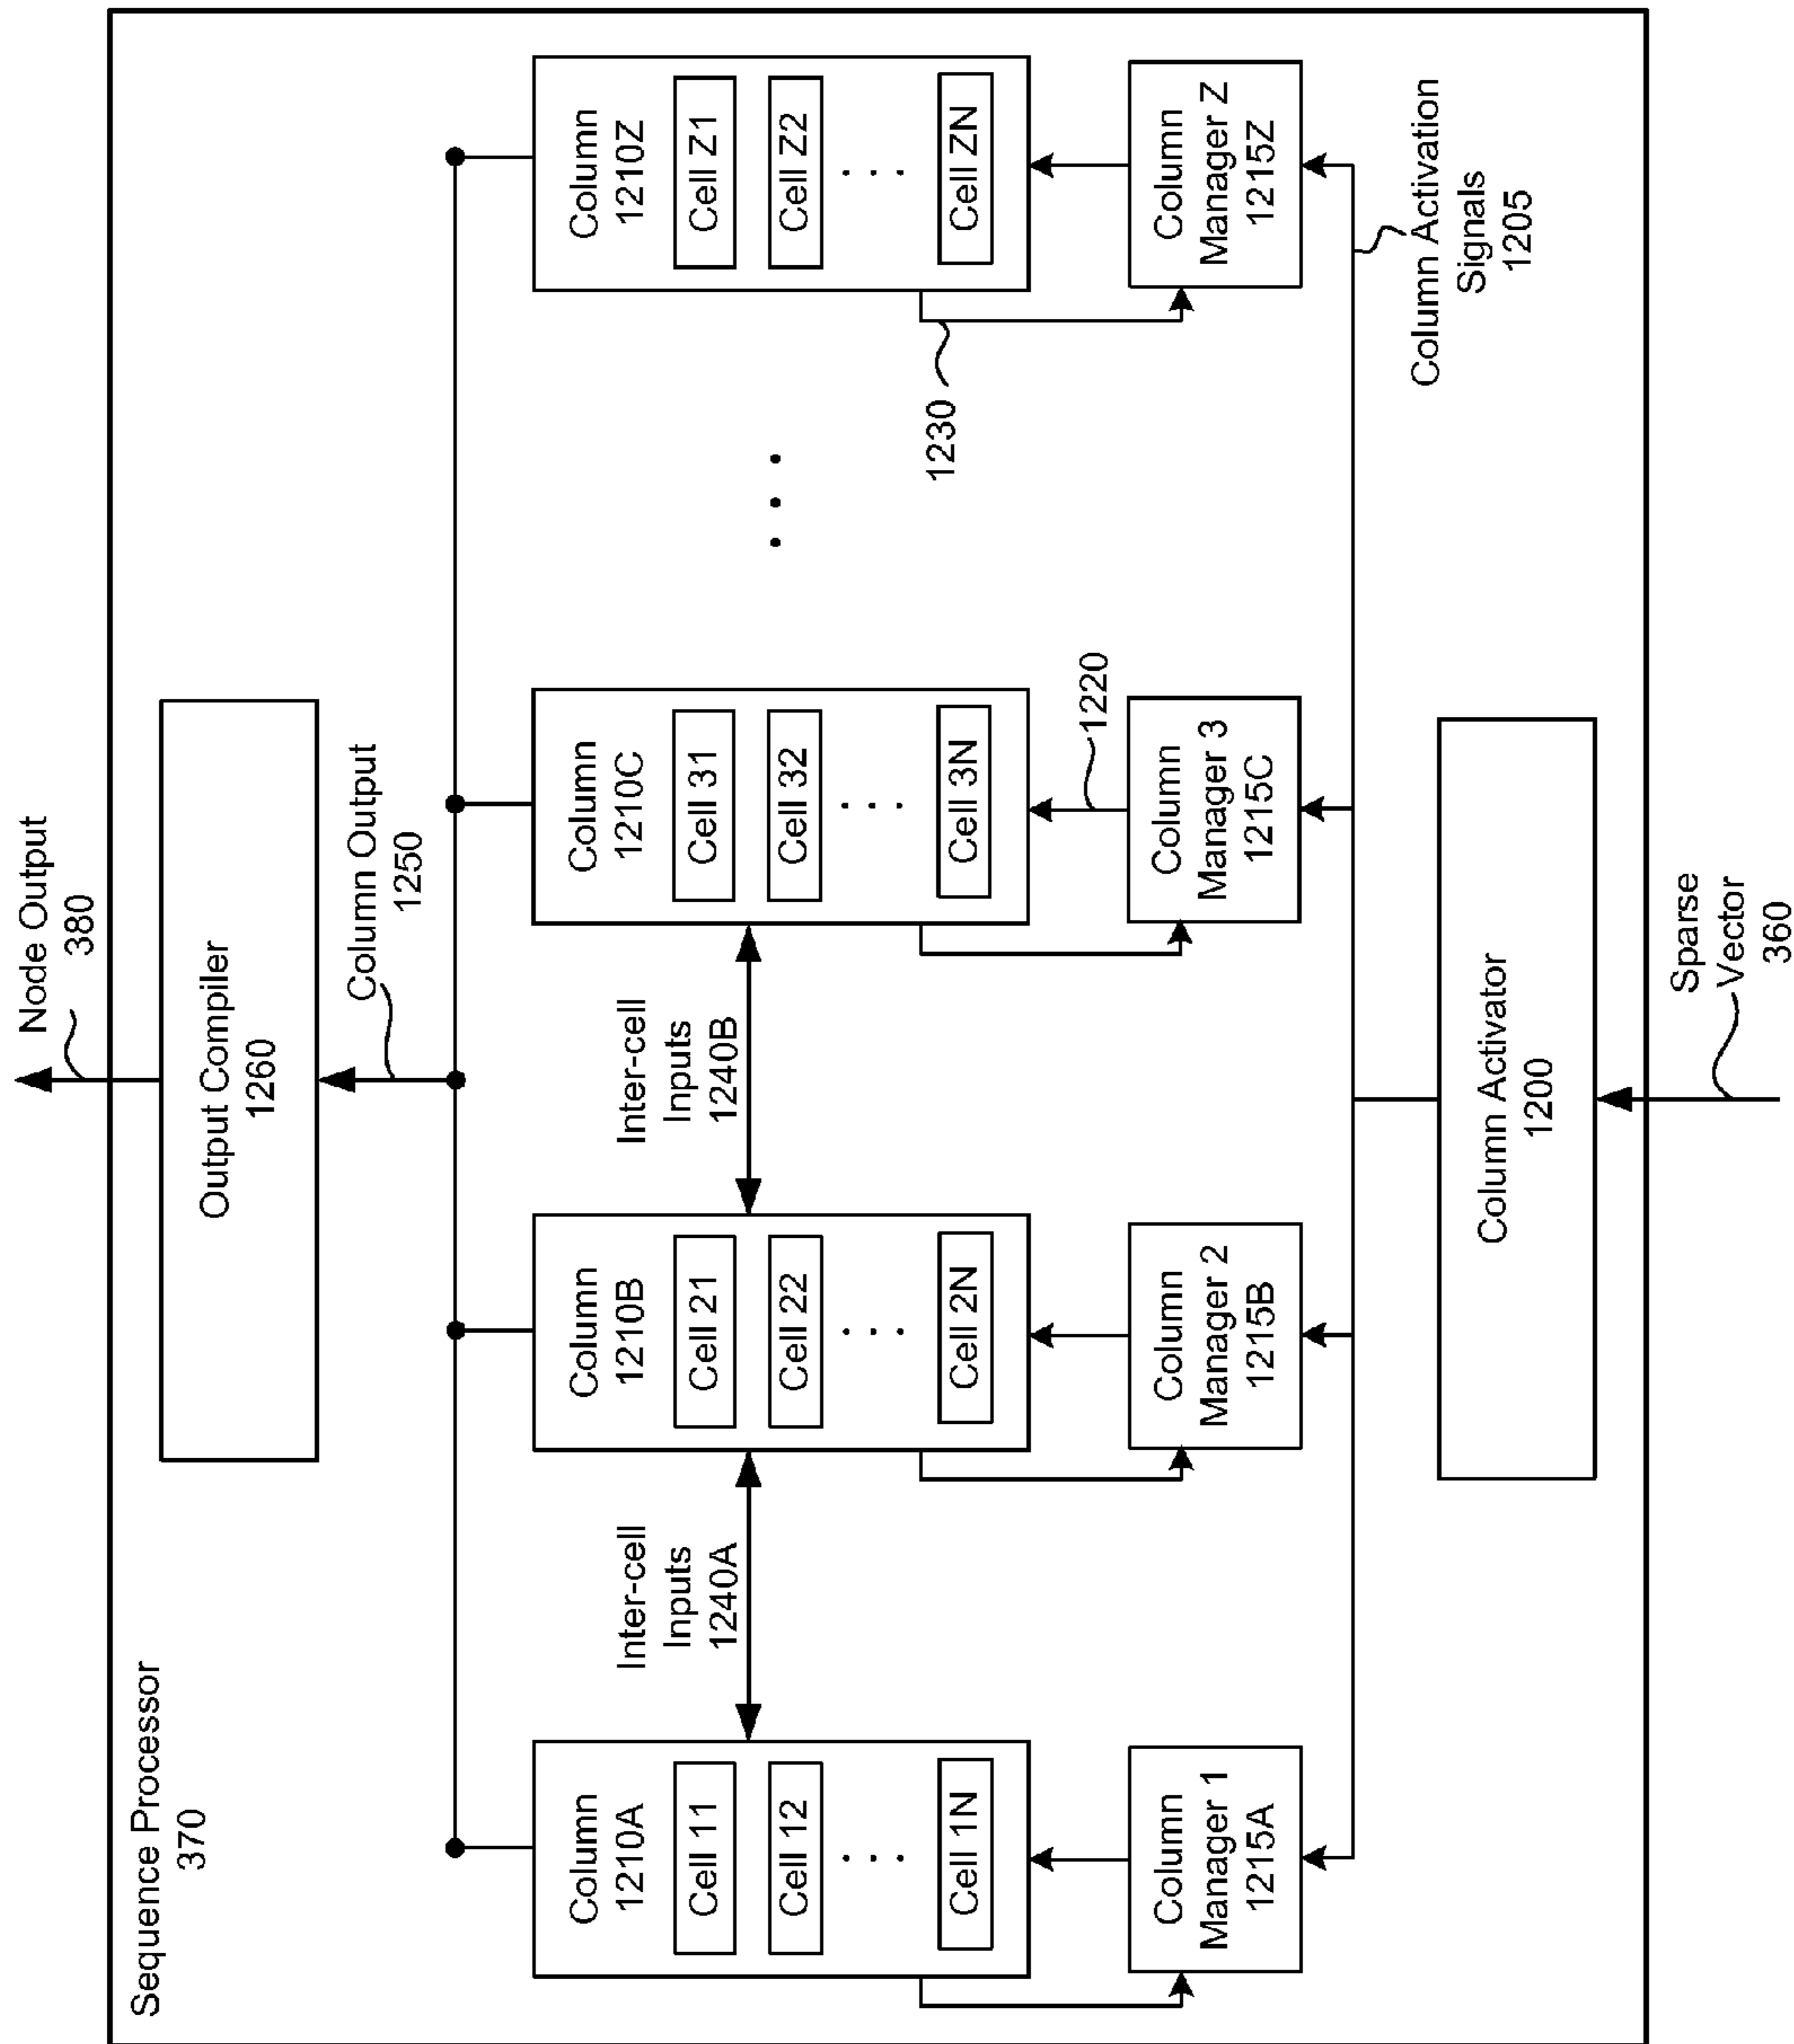 Sequence Processor
370
Node Output
380
Output Compiler
1260
Column Output
1250
Column
1210A
Cell 11
Cell 12
. . .
Cell 1N
Inter-cell
Inputs
1240A
Column
1210B
Cell 21
Cell 22
. . .
Cell 2N
Inter-cell
Inputs
1240B
Column
1210C
Cell 31
Cell 32
. . .
Cell 3N
. . .
Column
1210Z
Cell Z1
Cell Z2
. . .
Cell ZN
1220
1230
Column
Manager 1
1215A
Column
Manager 2
1215B
Column
Manager 3
1215C
Column
Manager Z
1215Z
Column Activation
Signals
1205
Column Activator
1200
Sparse
Vector
360